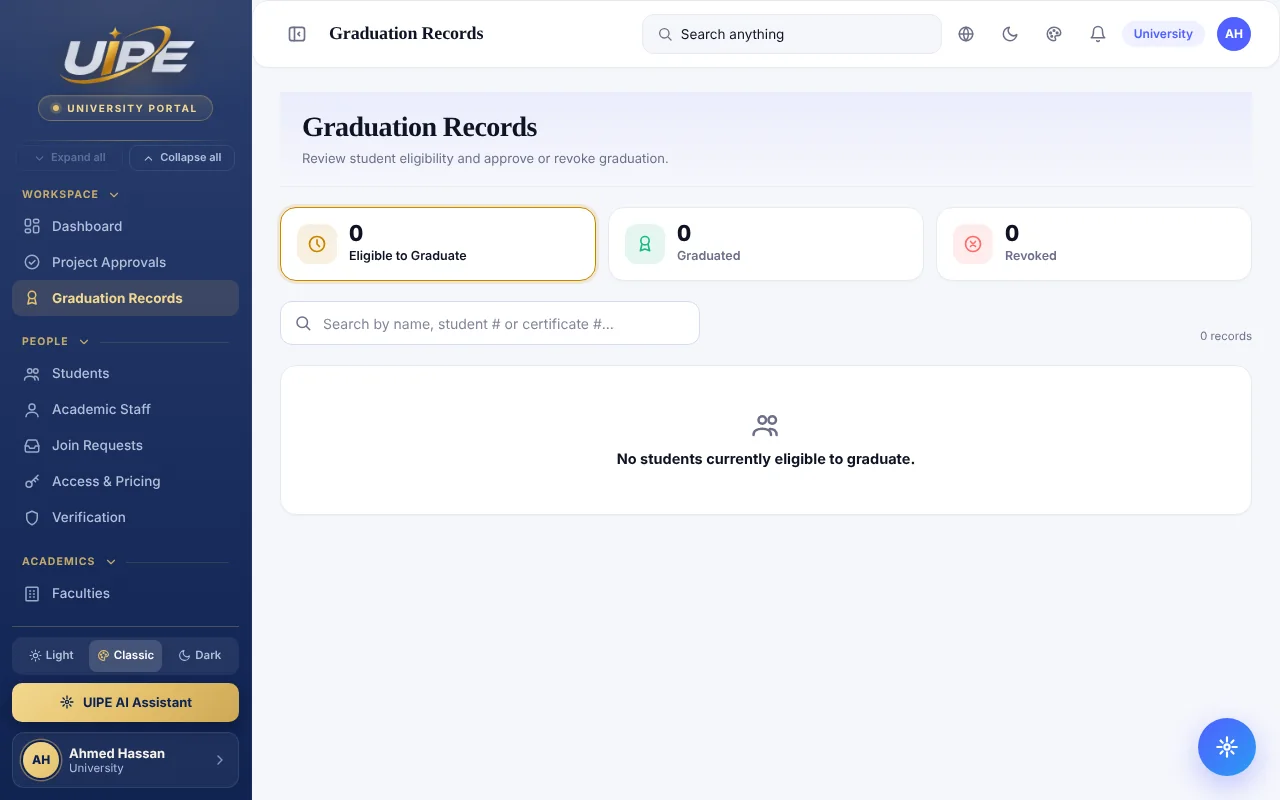 UIPE
UNIVERSITY PORTAL
Expand all
Collapse all
WORKSPACE
Dashboard
Project Approvals
Graduation Records
PEOPLE
Students
Academic Staff
Join Requests
Access & Pricing
Verification
ACADEMICS
Faculties
Light
Classic
Dark
UIPE AI Assistant
AH
Ahmed Hassan
University
Graduation Records
Search anything
University
AH
Graduation Records
Review student eligibility and approve or revoke graduation.
0
Eligible to Graduate
0
Graduated
0
Revoked
Search by name, student # or certificate #...
0 records
No students currently eligible to graduate.